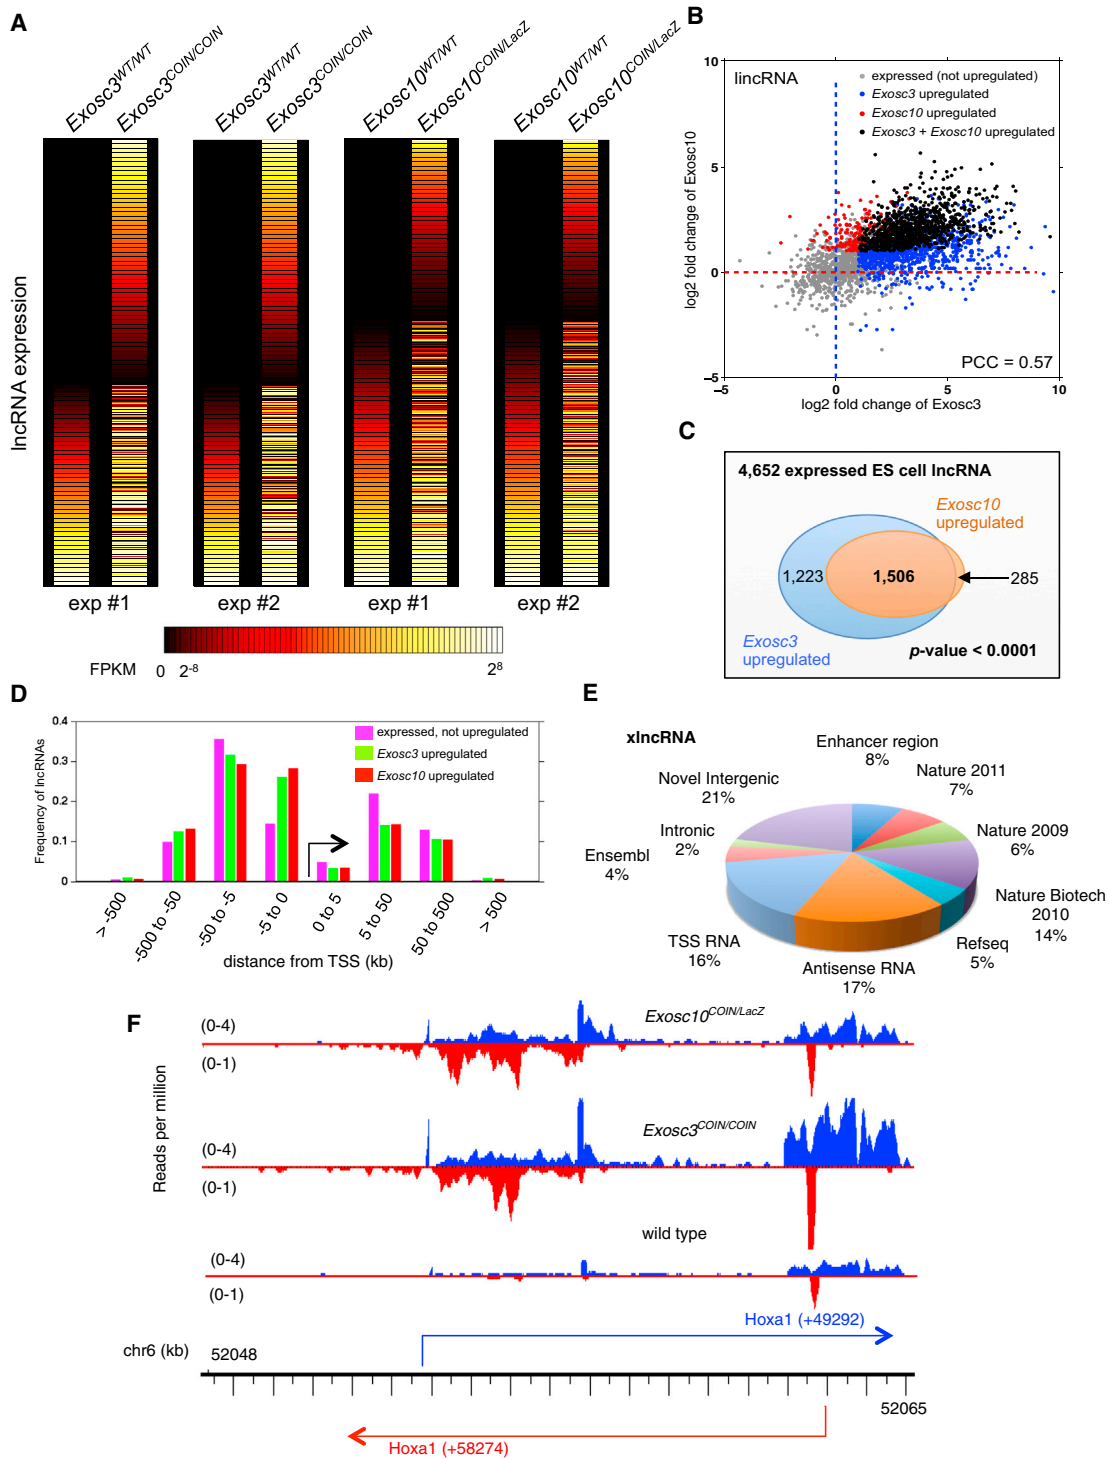 A
Exosc3WT/WT
Exosc3COIN/COIN
Exosc3WT/WT
Exosc3COIN/COIN
Exosc10WT/WT
Exosc10COIN/LacZ
Exosc10WT/WT
Exosc10COIN/LacZ
lncRNA expression
exp #1
exp #2
exp #1
exp #2
FPKM 0 2-8 28
B
lincRNA
expressed (not upregulated)
Exosc3 upregulated
Exosc10 upregulated
Exosc3 + Exosc10 upregulated
log2 fold change of Exosc10
10
5
0
−5
−5 0 5 10
PCC = 0.57
log2 fold change of Exosc3
C
4,652 expressed ES cell lncRNA
Exosc10
upregulated
1,223
1,506
285
Exosc3
upregulated
p-value < 0.0001
D
Frequency of lncRNAs
0.4
0.3
0.2
0.1
0
expressed, not upregulated
Exosc3 upregulated
Exosc10 upregulated
> -500
-500 to -50
-50 to -5
-5 to 0
0 to 5
5 to 50
50 to 500
> 500
distance from TSS (kb)
E
xlncRNA
Enhancer region
8%
Nature 2011
7%
Nature 2009
6%
Nature Biotech
2010
14%
Refseq
5%
Antisense RNA
17%
TSS RNA
16%
Ensembl
4%
Intronic
2%
Novel Intergenic
21%
F
Reads per million
Exosc10COIN/LacZ
(0-4)
(0-1)
Exosc3COIN/COIN
(0-4)
(0-1)
wild type
(0-4)
(0-1)
Hoxa1 (+49292)
chr6 (kb) 52048
52065
Hoxa1 (+58274)